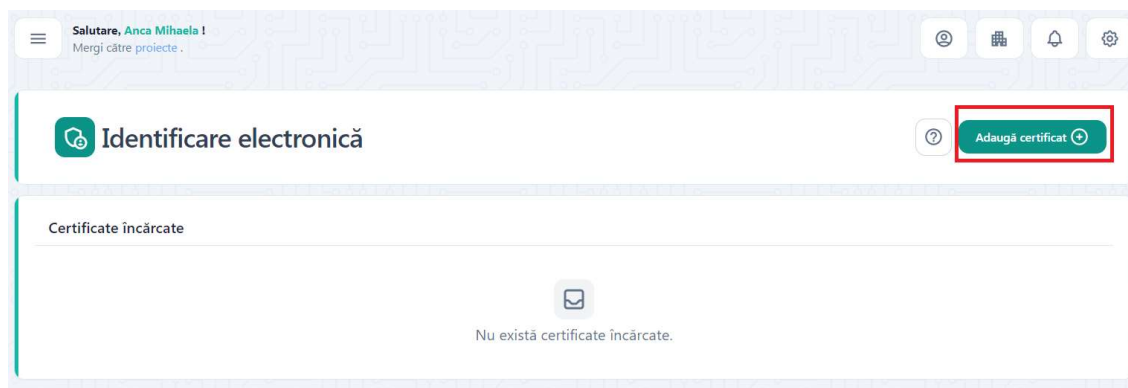 Salutare, Anca Mihaela !
Mergi către proiecte .
Identificare electronică
Adaugă certificat
Certificate încărcate
Nu există certificate încărcate.